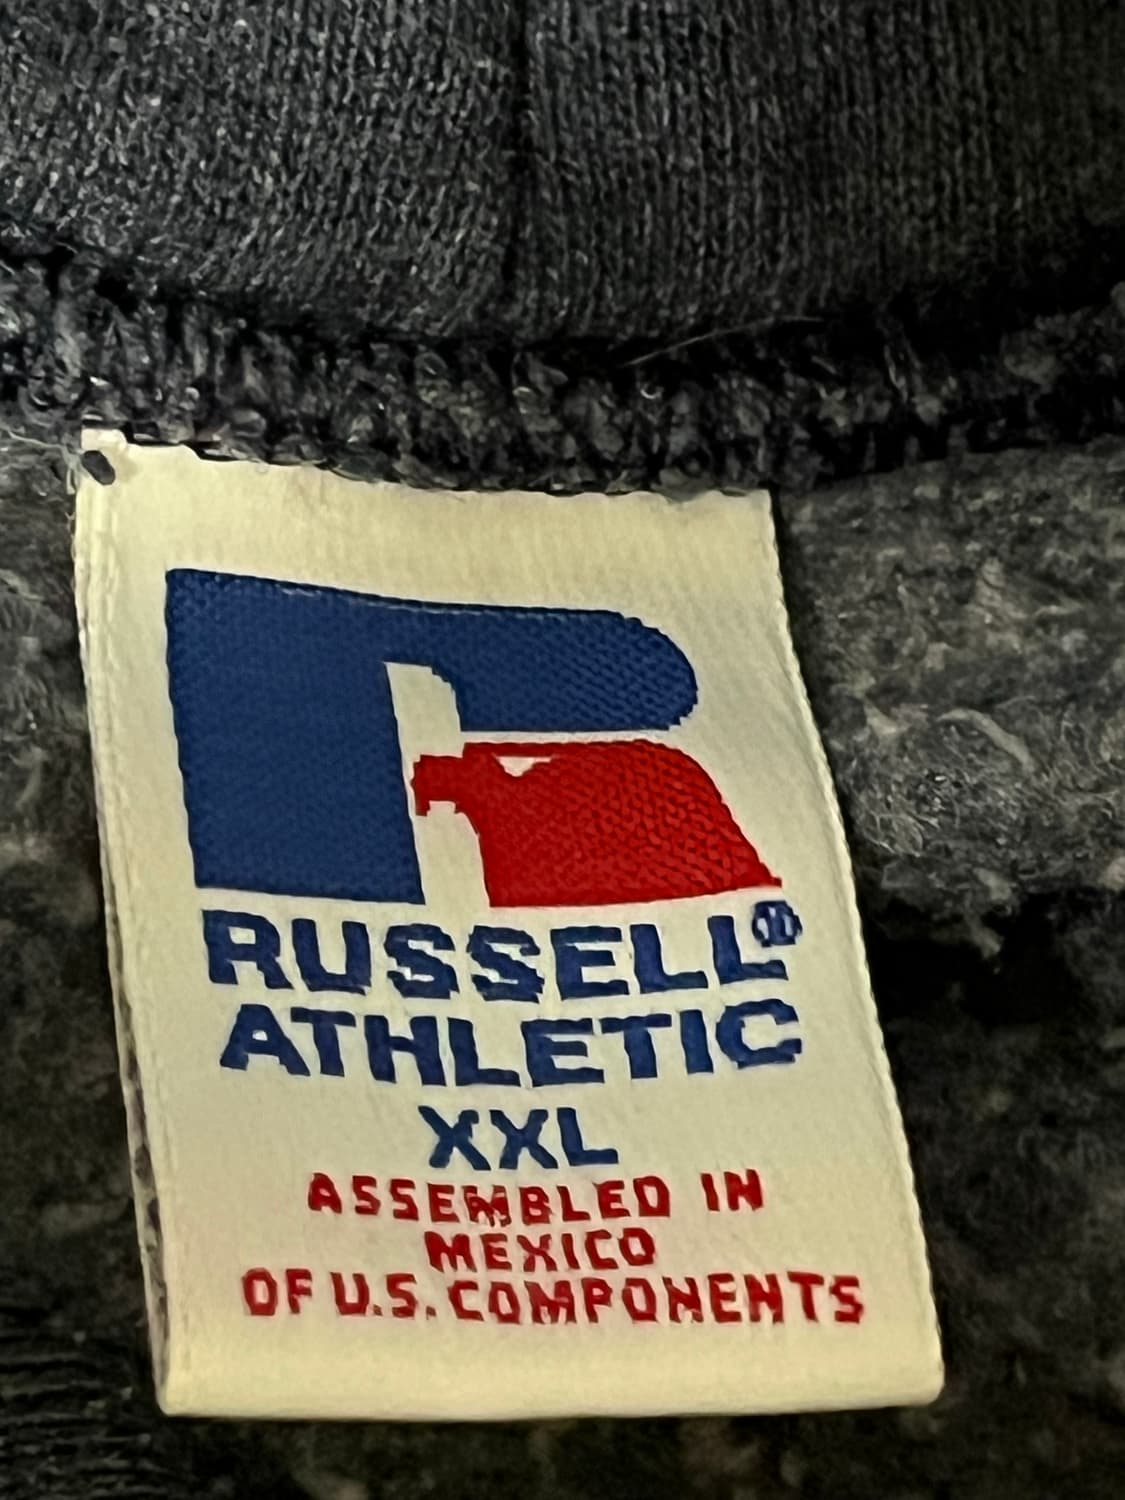 RUSSELL®
ATHLETIC
XXL
ASSEMBLED IN
MEXICO
OF U.S. COMPONENTS